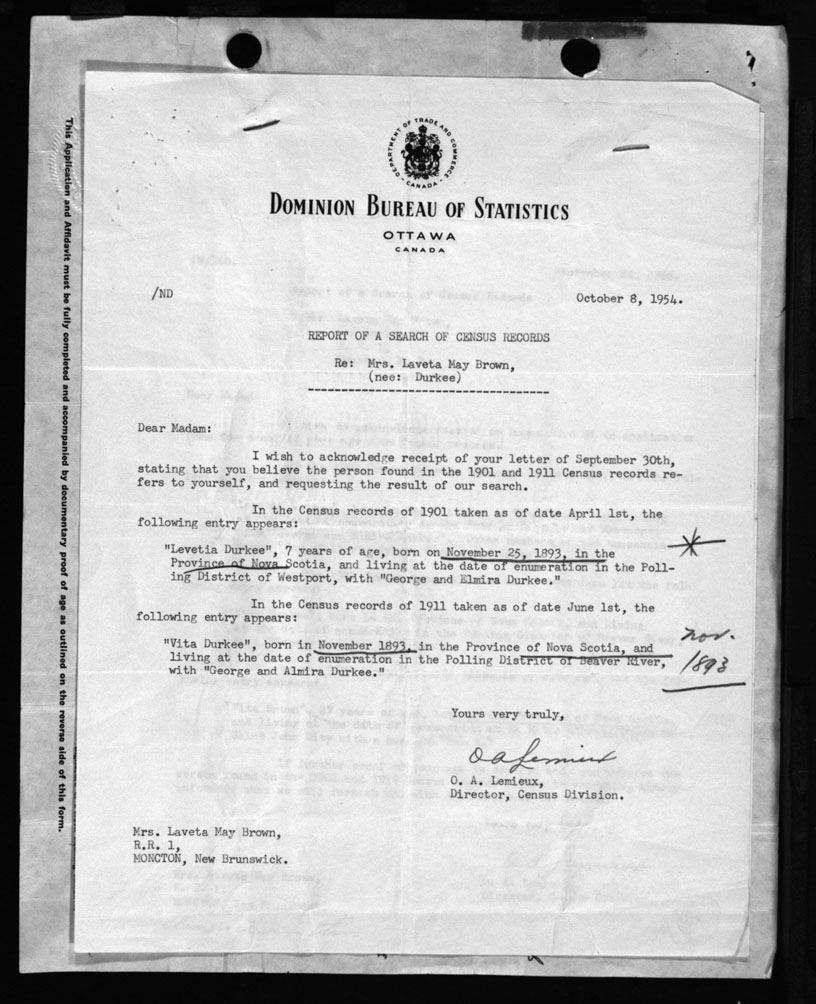 DEPARTMENT OF TRADE AND COMMERCE
CANADA
DOMINION BUREAU OF STATISTICS
OTTAWA
CANADA
/ND
October 8, 1954.
REPORT OF A SEARCH OF CENSUS RECORDS
Re: Mrs. Laveta May Brown,
(nee: Durkee)
Dear Madam:
I wish to acknowledge receipt of your letter of September 30th,
stating that you believe the person found in the 1901 and 1911 Census records re-
fers to yourself, and requesting the result of our search.
In the Census records of 1901 taken as of date April 1st, the
following entry appears:
"Levetia Durkee", 7 years of age, born on November 25, 1893, in the
Province of Nova Scotia, and living at the date of enumeration in the Poll-
ing District of Westport, with "George and Elmira Durkee."
In the Census records of 1911 taken as of date June 1st, the
following entry appears:
"Vita Durkee", born in November 1893, in the Province of Nova Scotia, and
living at the date of enumeration in the Polling District of Beaver River,
with "George and Almira Durkee."
Nov.
1893
Yours very truly,
O A Lemieux
O. A. Lemieux,
Director, Census Division.
Mrs. Laveta May Brown,
R.R. 1,
MONCTON, New Brunswick.
This Application and Affidavit must be fully completed and accompanied by documentary proof of age as outlined on the reverse side of this form.